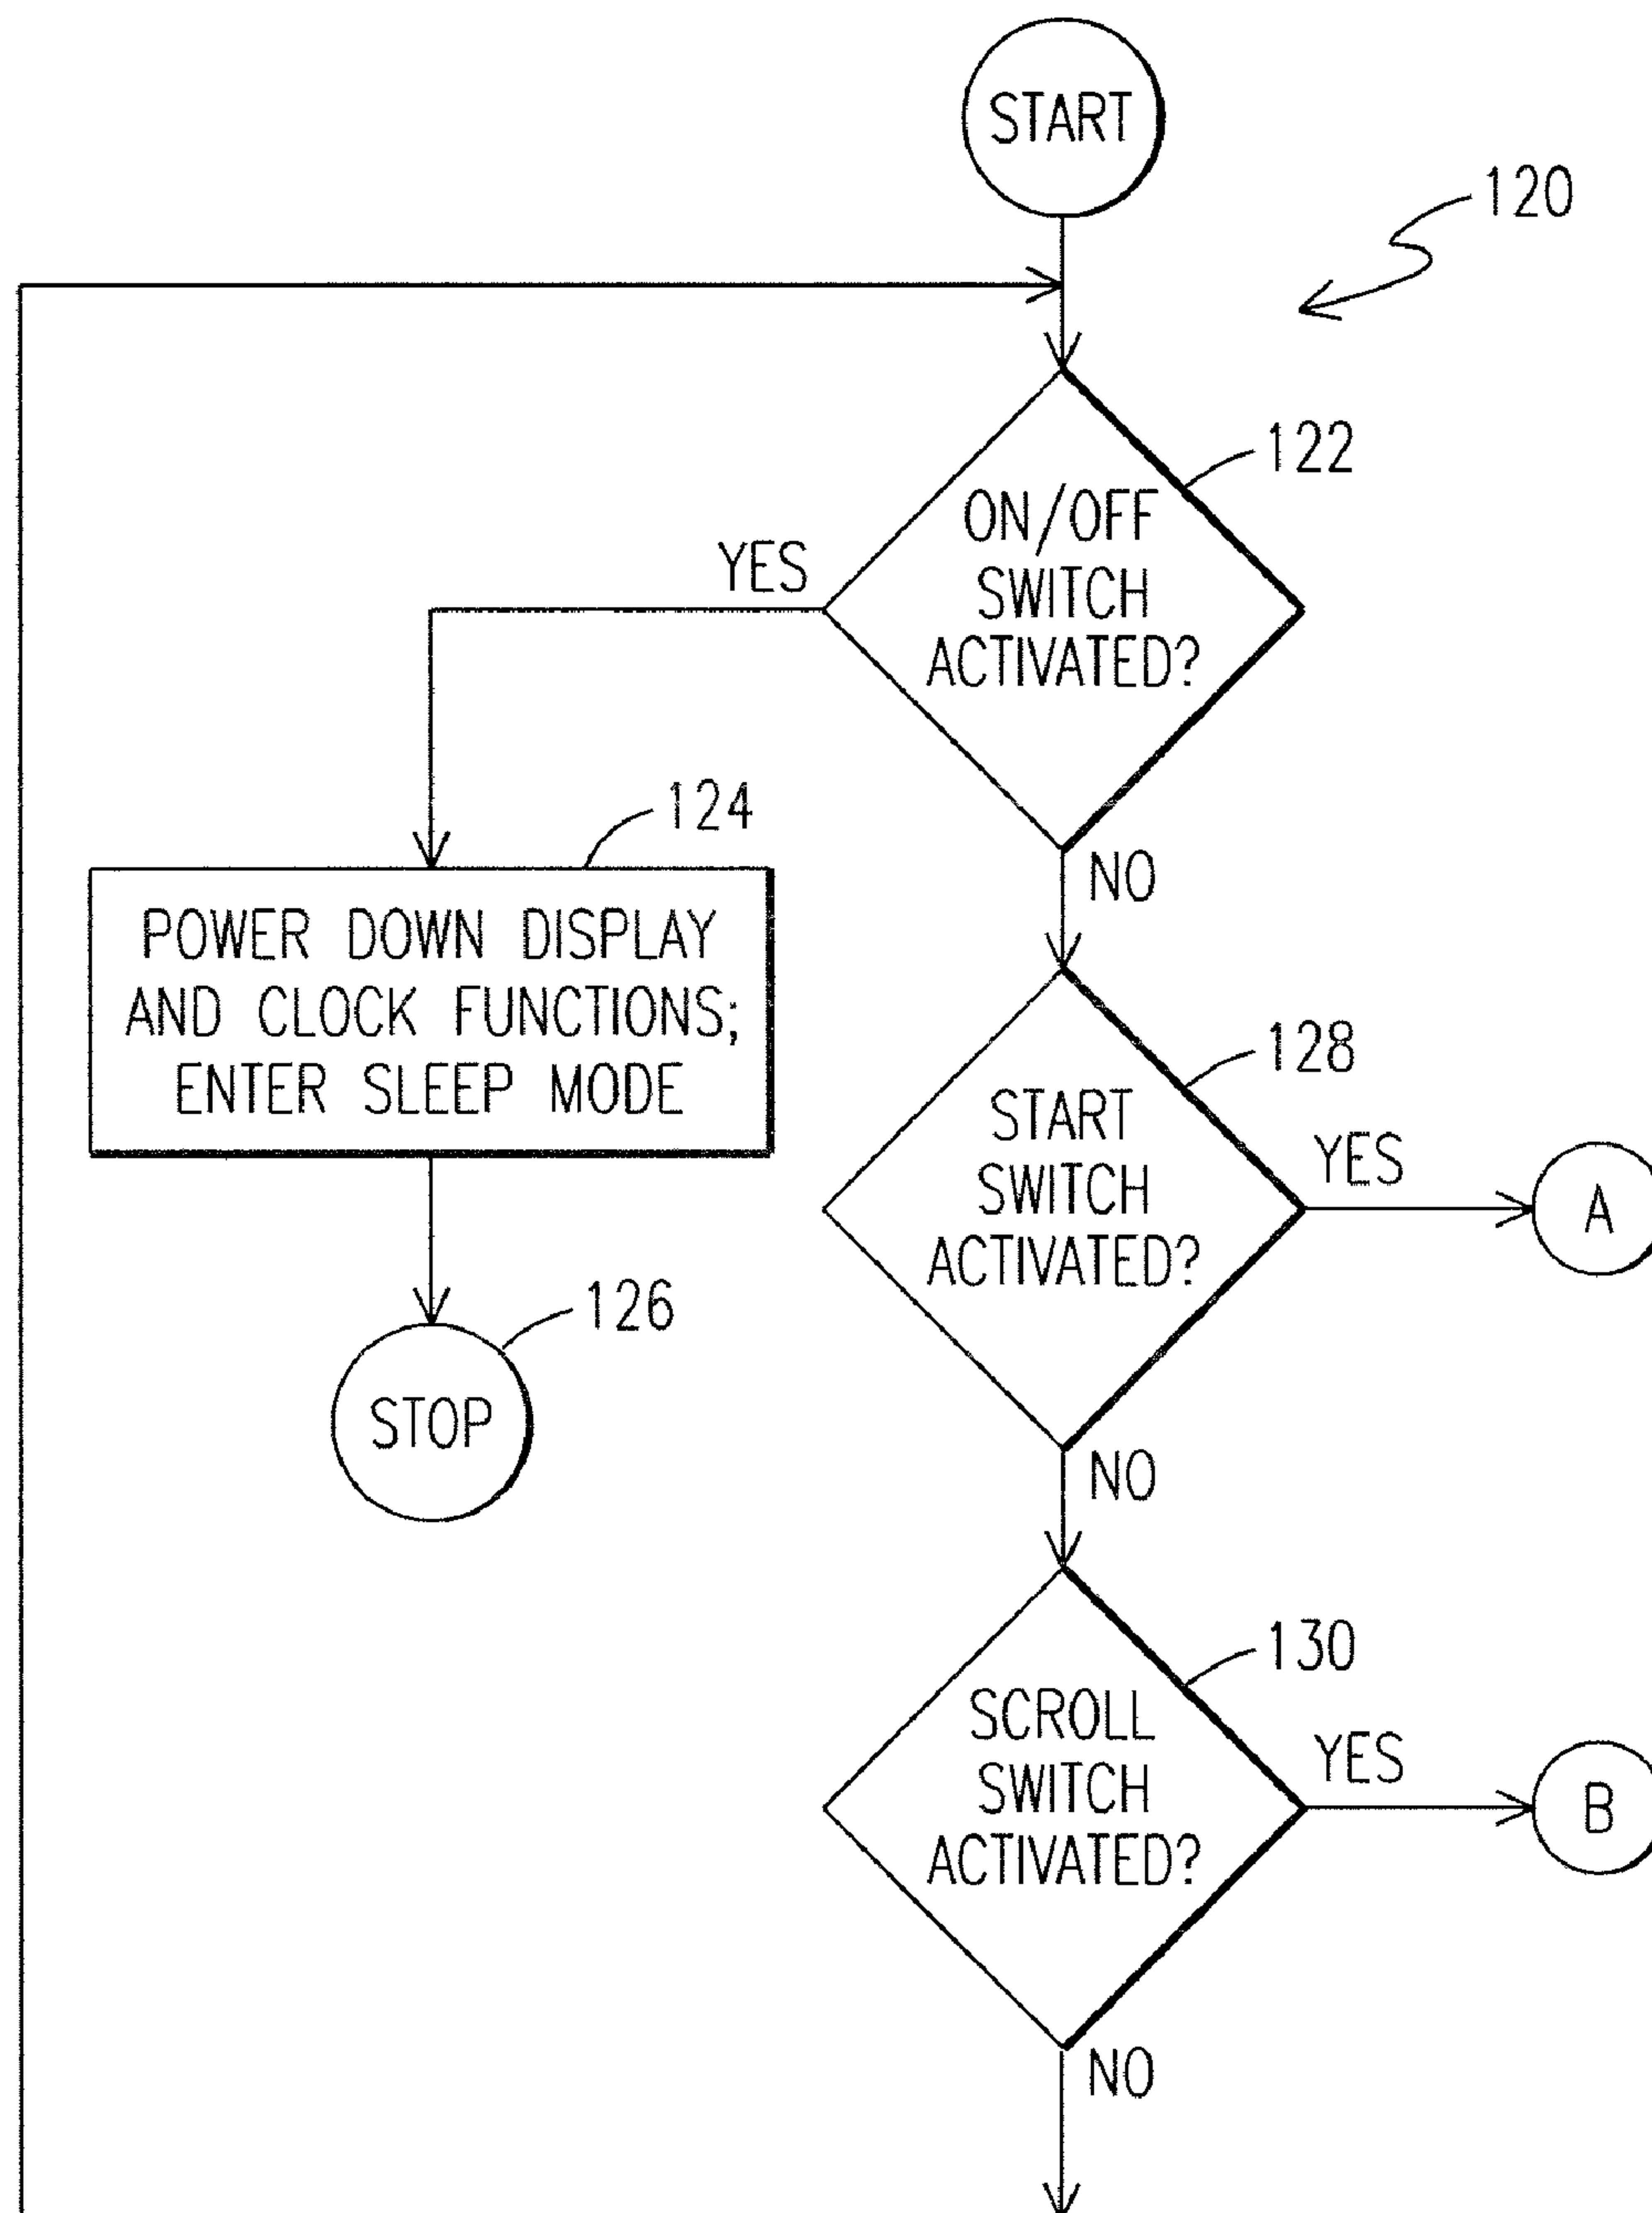 START
120
122
ON/OFF
SWITCH
ACTIVATED?
YES
NO
124
POWER DOWN DISPLAY
AND CLOCK FUNCTIONS;
ENTER SLEEP MODE
126
STOP
128
START
SWITCH
ACTIVATED?
YES
A
NO
130
SCROLL
SWITCH
ACTIVATED?
YES
B
NO